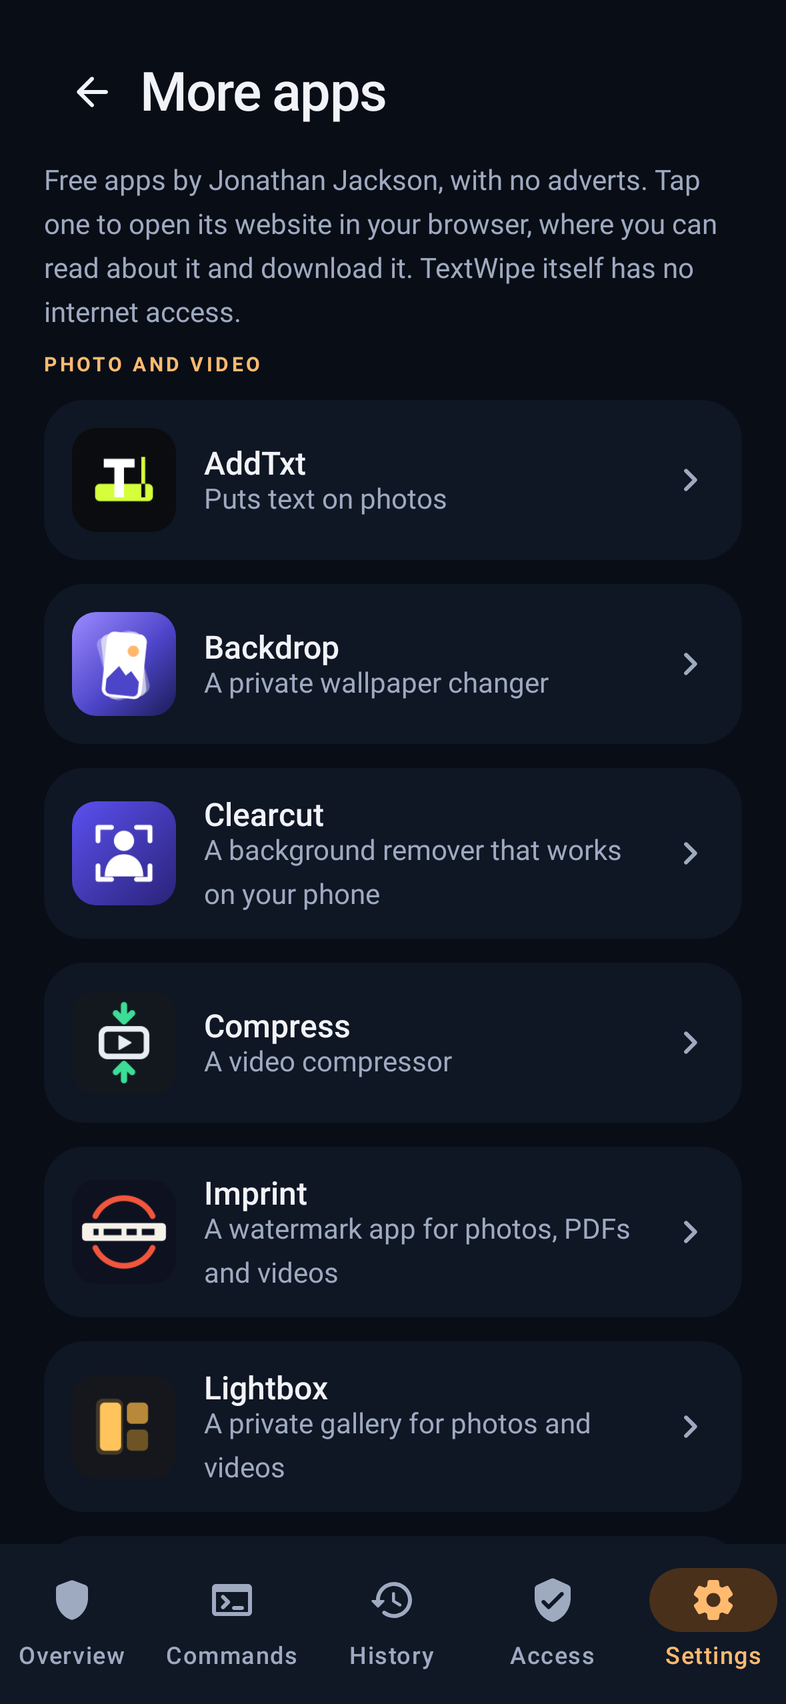 More apps
Free apps by Jonathan Jackson, with no adverts. Tap
one to open its website in your browser, where you can
read about it and download it. TextWipe itself has no
internet access.
PHOTO AND VIDEO
AddTxt
Puts text on photos
Backdrop
A private wallpaper changer
Clearcut
A background remover that works
on your phone
Compress
A video compressor
Imprint
A watermark app for photos, PDFs
and videos
Lightbox
A private gallery for photos and
videos
Overview
Commands
History
Access
Settings